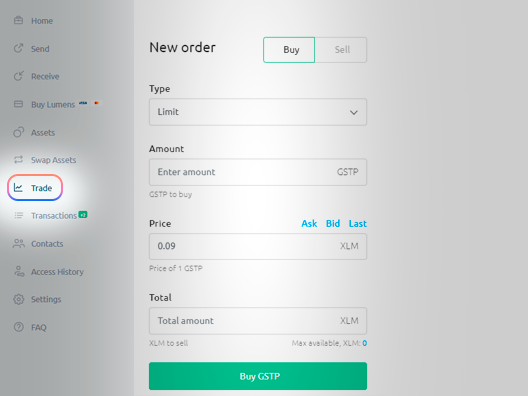 Home
Send
Receive
Buy Lumens VISA
Assets
Swap Assets
Trade
Transactions +2
Contacts
Access History
Settings
FAQ
New order
Buy Sell
Type
Limit
Amount
Enter amount GSTP
GSTP to buy
Price Ask Bid Last
0.09 XLM
Price of 1 GSTP
Total
Total amount XLM
XLM to sell Max available, XLM: 0
Buy GSTP